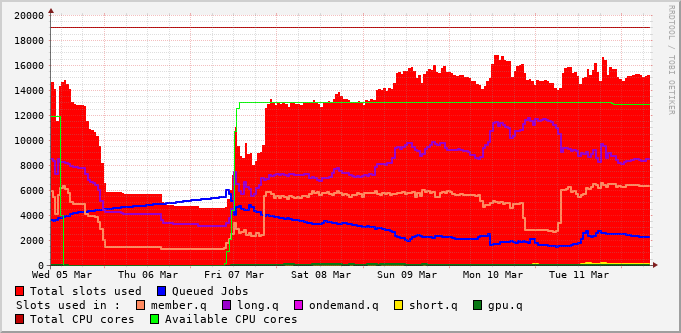 20000
18000
16000
14000
12000
10000
8000
6000
4000
2000
0
Wed 05 Mar Thu 06 Mar Fri 07 Mar Sat 08 Mar Sun 09 Mar Mon 10 Mar Tue 11 Mar
Total slots used Queued Jobs
Slots used in : member.q long.q ondemand.q short.q gpu.q
Total CPU cores Available CPU cores
RRDTOOL / TOBI OETIKER